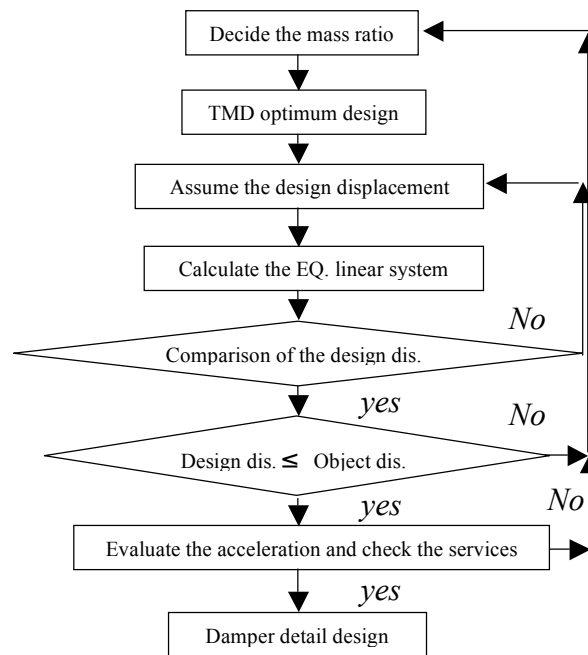 Decide the mass ratio
TMD optimum design
Assume the design displacement
Calculate the EQ. linear system
No
Comparison of the design dis.
yes
No
Design dis. ≤ Object dis.
yes
No
Evaluate the acceleration and check the services
yes
Damper detail design